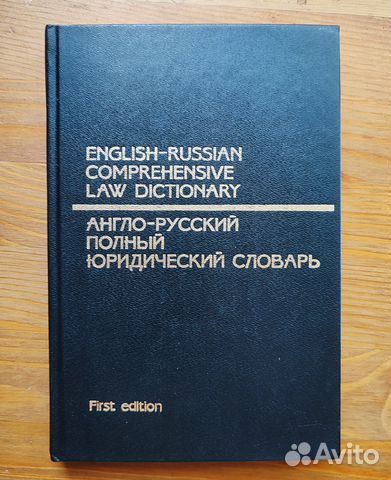 ENGLISH-RUSSIAN
COMPREHENSIVE
LAW DICTIONARY
АНГЛО-РУССКИЙ
ПОЛНЫЙ
ЮРИДИЧЕСКИЙ СЛОВАРЬ
First edition
Avito